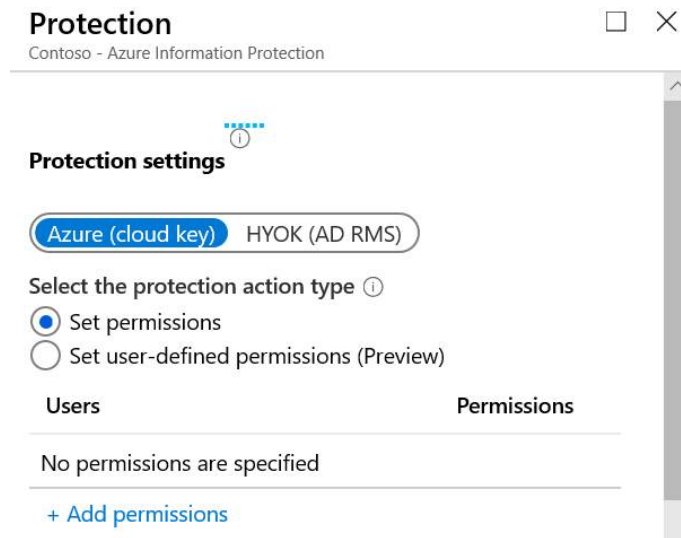 Protection
Contoso - Azure Information Protection
Protection settings
Azure (cloud key) HYOK (AD RMS)
Select the protection action type
Set permissions
Set user-defined permissions (Preview)
Users Permissions
No permissions are specified
+ Add permissions